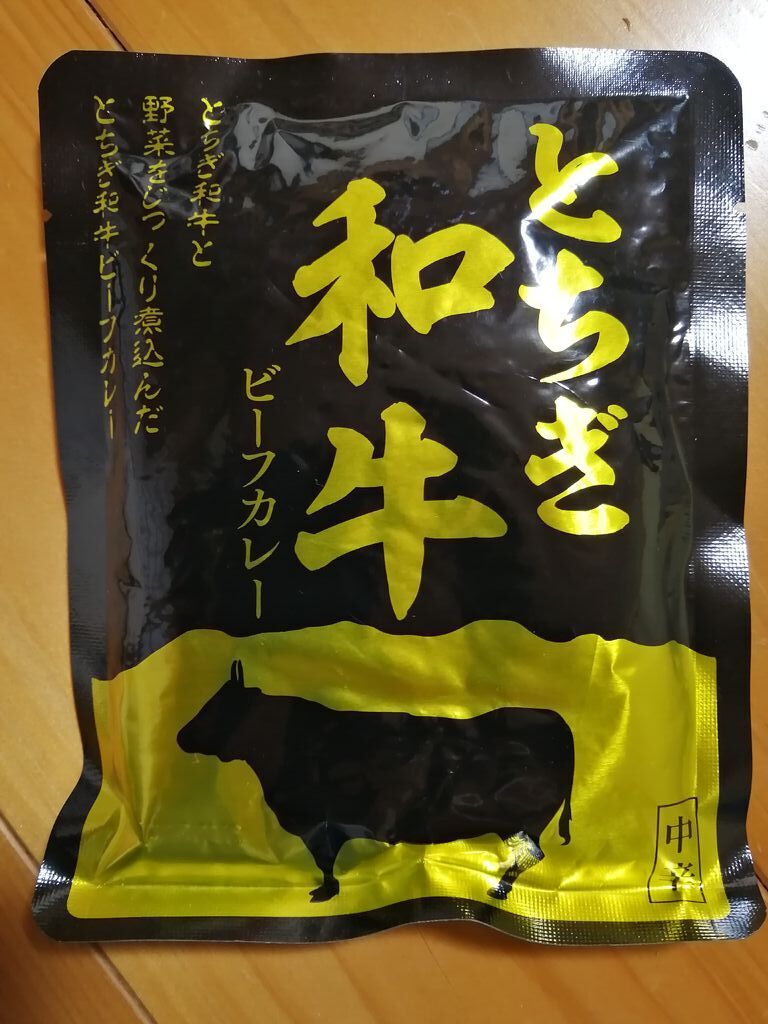 とちぎ
和牛
ビーフカレー
とちぎ和牛と
野菜をじっくり煮込んだ
とちぎ和牛ビーフカレー
中辛